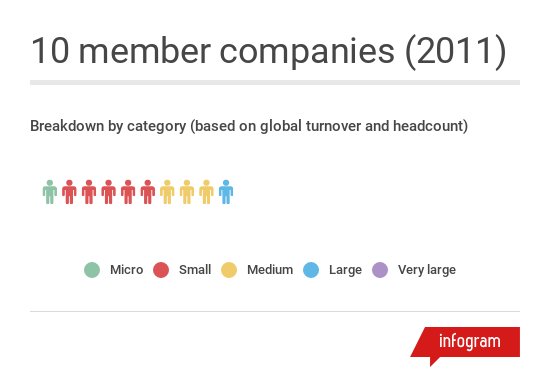 10 member companies (2011)
Breakdown by category (based on global turnover and headcount)
Micro Small Medium Large Very large
infogram